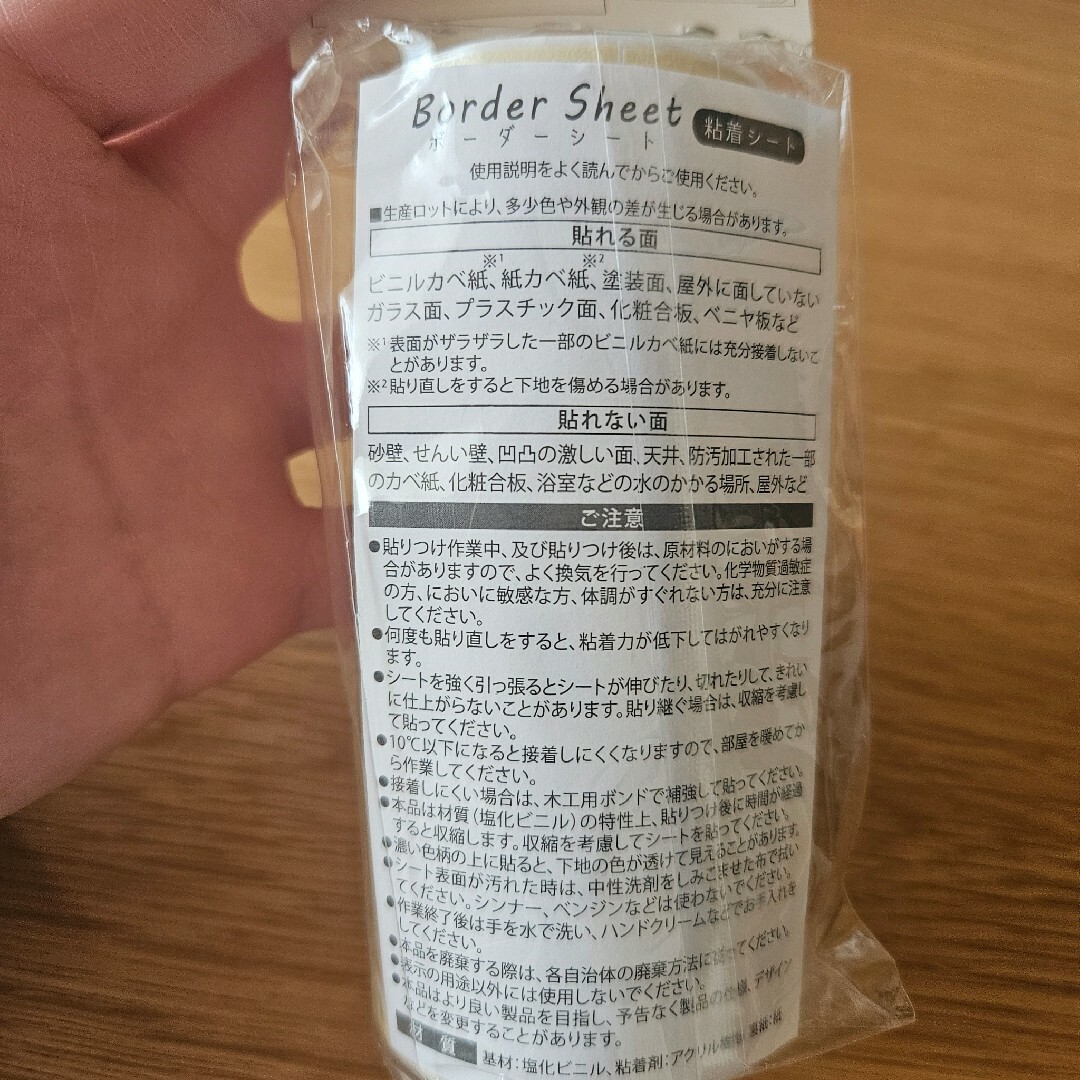 Border Sheet
粘着シート
ボーダーシート
使用説明をよく読んでからご使用ください。
■生産ロットにより、多少色や外観の差が生じる場合があります。
貼れる面
※1 ※2
ビニルカベ紙、紙カベ紙、塗装面、屋外に面していない
ガラス面、プラスチック面、化粧合板、ベニヤ板など
※1 表面がザラザラした一部のビニルカベ紙には充分接着しないこ
とがあります。
※2 貼り直しをすると下地を傷める場合があります。
貼れない面
砂壁、せんい壁、凹凸の激しい面、天井、防汚加工された一部
のカベ紙、化粧合板、浴室などの水のかかる場所、屋外など
ご注意
●貼りつけ作業中、及び貼りつけ後は、原材料のにおいがする場
合がありますので、よく換気を行ってください。化学物質過敏症
の方、においに敏感な方、体調がすぐれない方は、充分に注意
してください。
●何度も貼り直しをすると、粘着力が低下してはがれやすくなり
ます。
●シートを強く引っ張るとシートが伸びたり、切れたりして、きれい
に仕上がらないことがあります。貼り継ぐ場合は、収縮を考慮し
て貼ってください。
●10℃以下になると接着しにくくなりますので、部屋を暖めてか
ら作業してください。
●接着しにくい場合は、木工用ボンドで補強して貼ってください。
●本品は材質(塩化ビニル)の特性上、貼りつけ後に時間が経過
すると収縮します。収縮を考慮してシートを貼ってください。
●濃い色柄の上に貼ると、下地の色が透けて見えることがあります。
●シート表面が汚れた時は、中性洗剤をしみこませた布で拭い
てください。シンナー、ベンジンなどは使わないでください。
●作業終了後は手を水で洗い、ハンドクリームなどでお手入れを
してください。
●本品を廃棄する際は、各自治体の廃棄方法に てください。
●表示の用途以外には使用しないでください。
●本品はより良い製品を目指し、予告なく製品の仕様、デザイン
などを変更することがあります。
材質
基材:塩化ビニル、粘着剤:アクリル 裏紙:紙